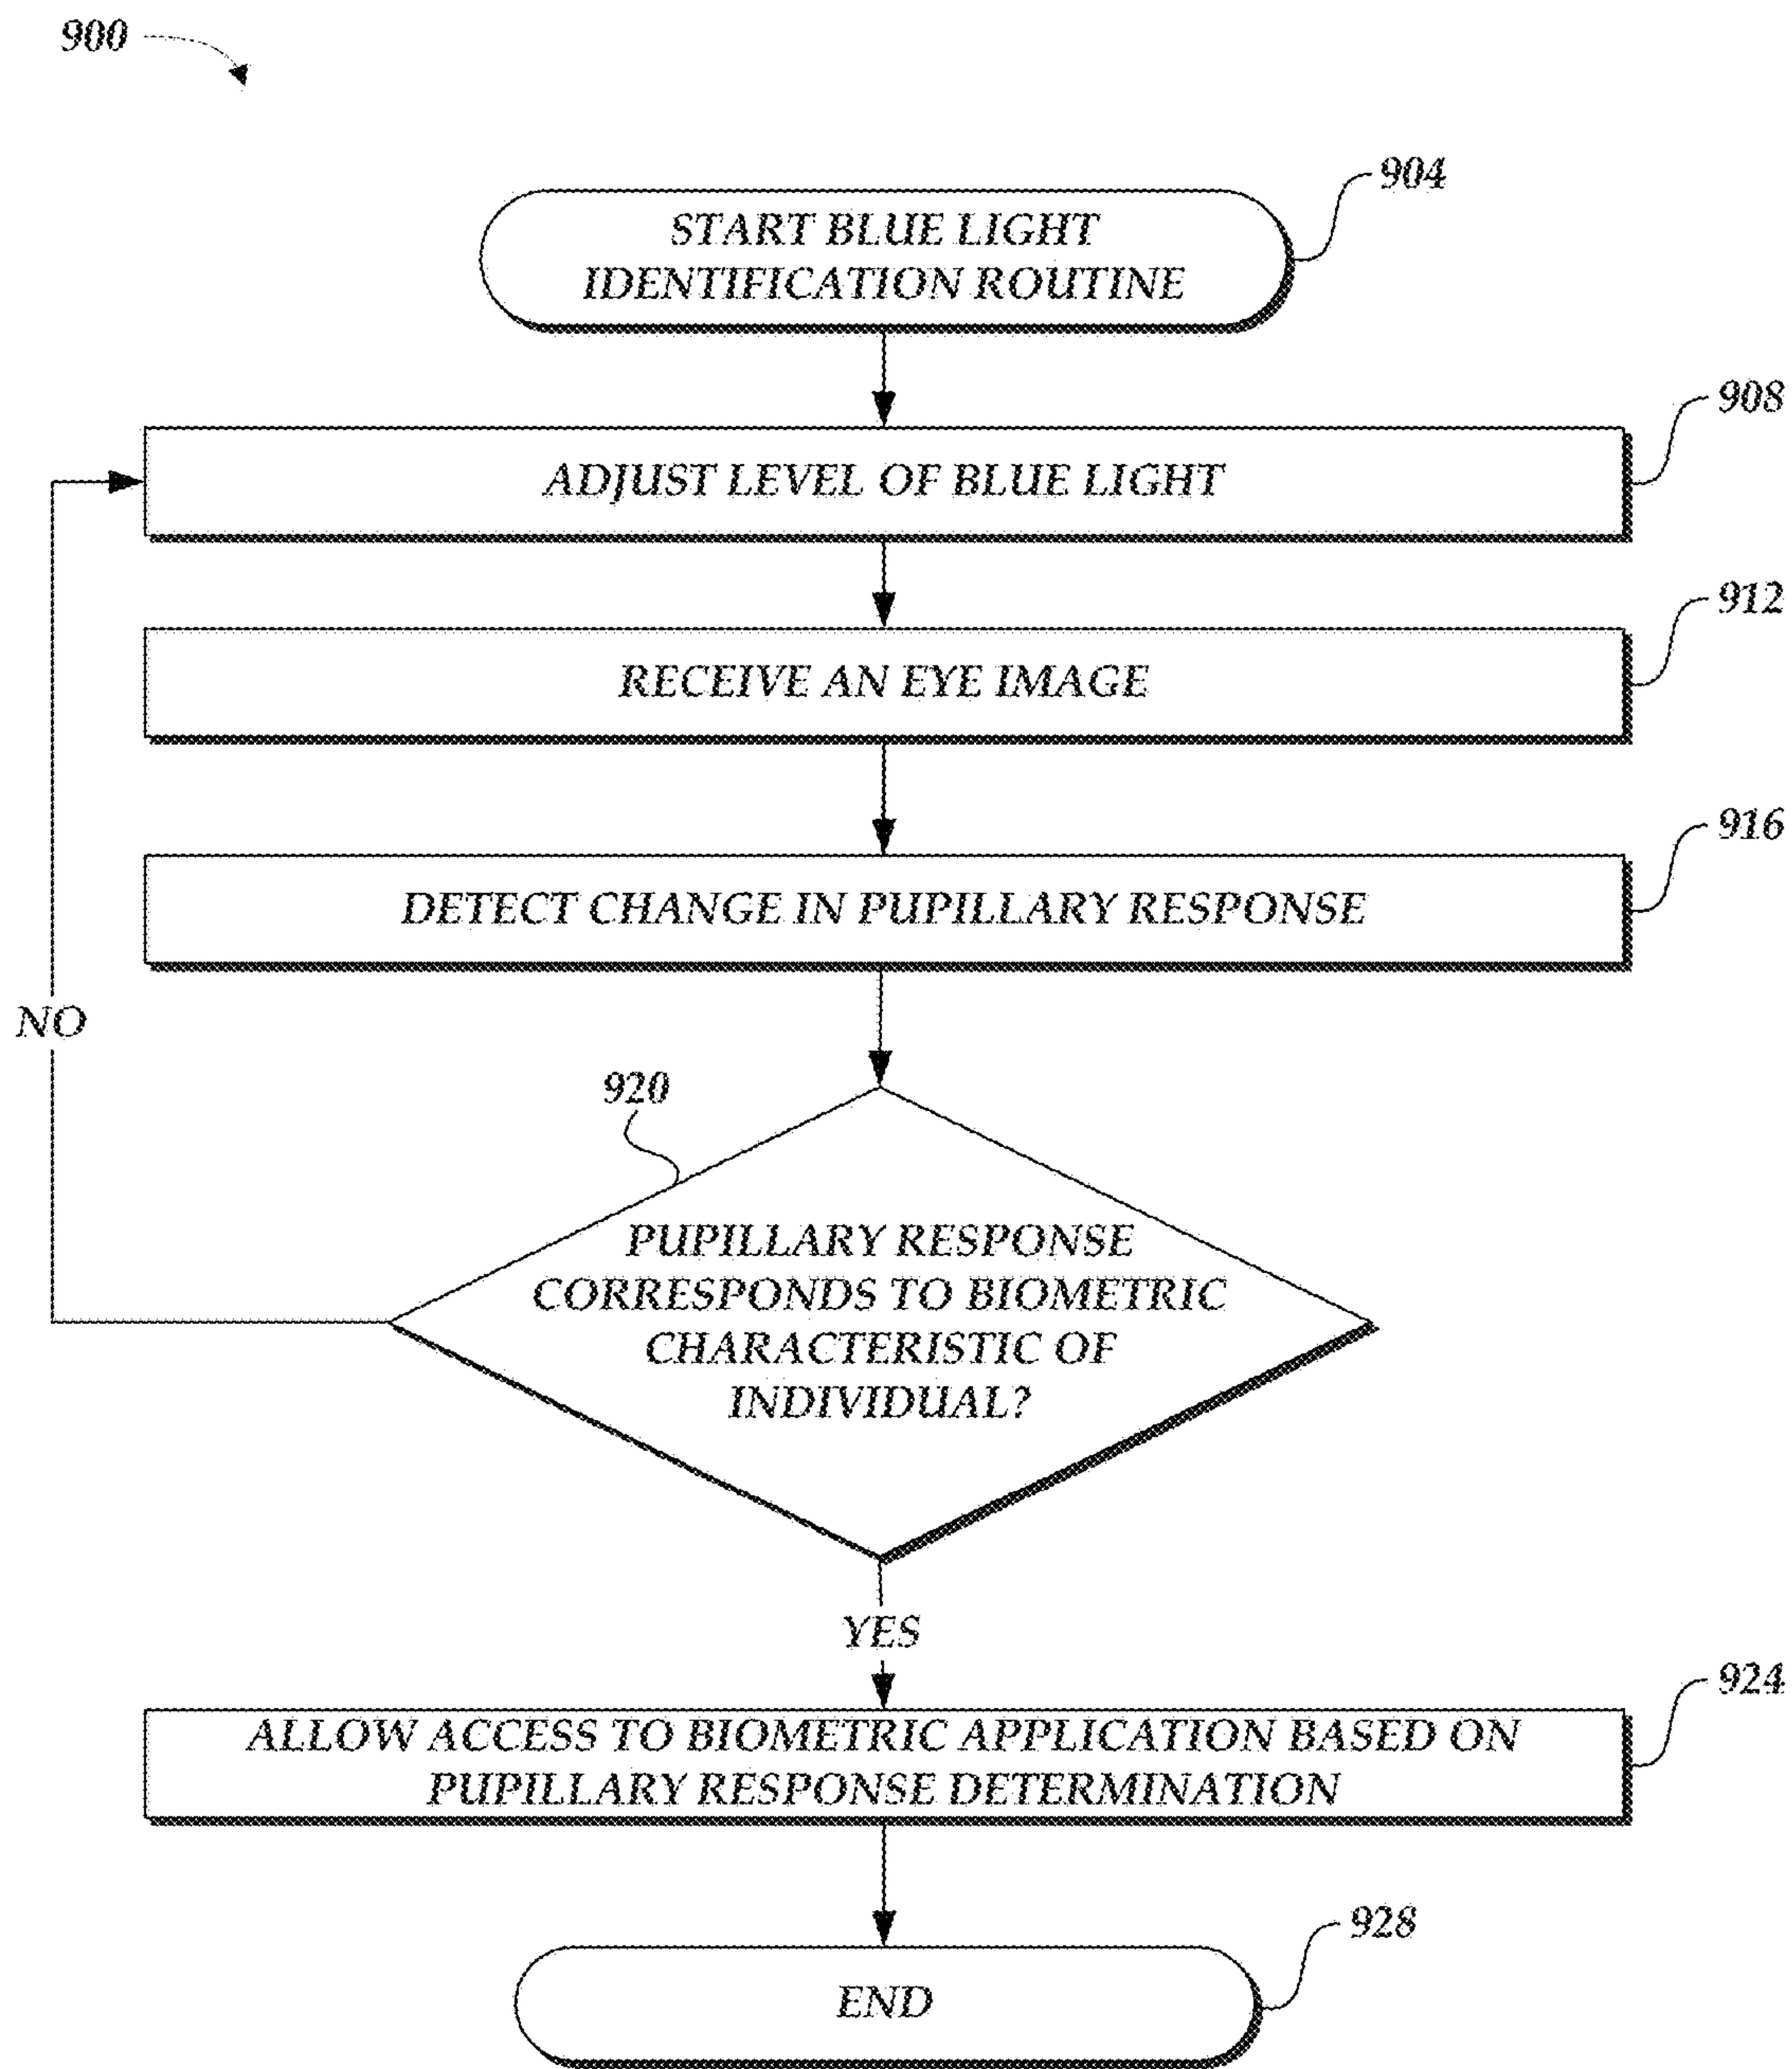 900
904
START BLUE LIGHT
IDENTIFICATION ROUTINE
908
ADJUST LEVEL OF BLUE LIGHT
912
RECEIVE AN EYE IMAGE
916
DETECT CHANGE IN PUPILLARY RESPONSE
NO
920
PUPILLARY RESPONSE
CORRESPONDS TO BIOMETRIC
CHARACTERISTIC OF
INDIVIDUAL?
YES
924
ALLOW ACCESS TO BIOMETRIC APPLICATION BASED ON
PUPILLARY RESPONSE DETERMINATION
928
END